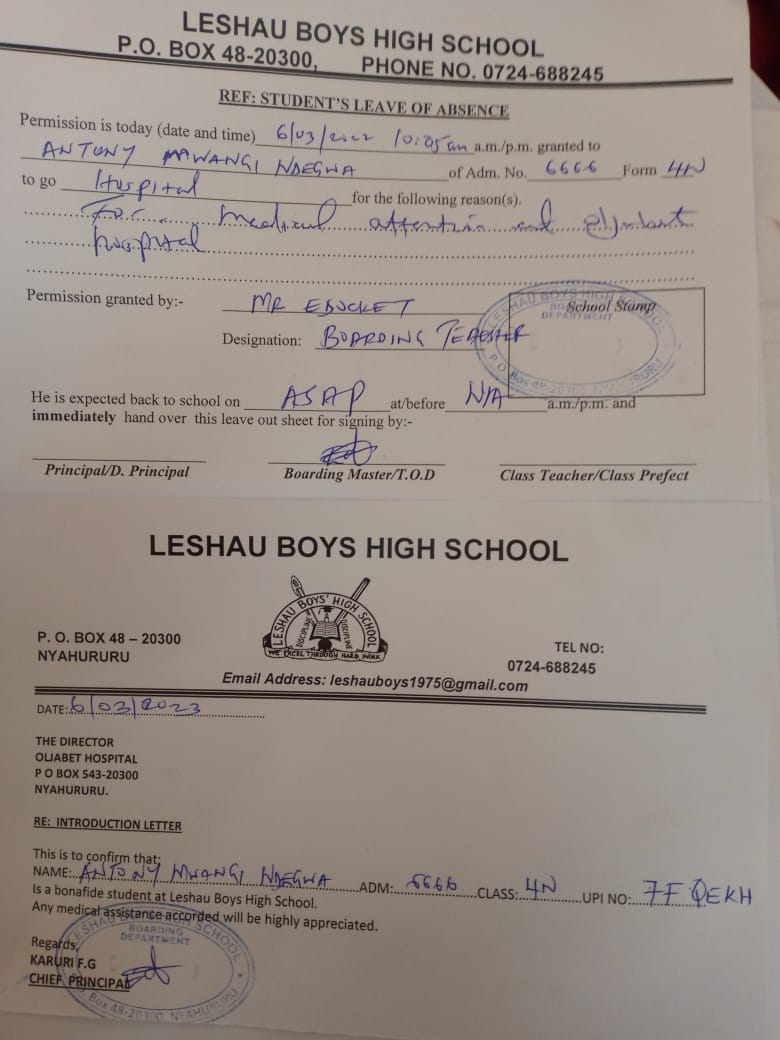 LESHAU BOYS HIGH SCHOOL
P.O. BOX 48-20300, PHONE NO. 0724-688245
REF: STUDENT'S LEAVE OF ABSENCE
Permission is today (date and time) 6/03/2022 10:05am a.m./p.m. granted to
ANTONY MWANGI NDEGWA of Adm. No. 6666 Form 4N
to go Hospital for the following reason(s).
For medical attention and
hospital
Permission granted by:- MR EBUCKET
School Stamp
Designation: BOARDING TEACHER
LESHAU BOYS HIGH SCHOOL
BOARDING DEPARTMENT
P.O. Box 48-20300, NYAHURURU
He is expected back to school on ASAP at/before N/A a.m./p.m. and
immediately hand over this leave out sheet for signing by:-
Principal/D. Principal Boarding Master/T.O.D Class Teacher/Class Prefect
LESHAU BOYS HIGH SCHOOL
LESHAU BOYS' HIGH SCHOOL
DISCIPLINE
WE EXCEL THROUGH HARD WORK
P. O. BOX 48 – 20300
NYAHURURU
TEL NO:
0724-688245
Email Address: leshauboys1975@gmail.com
DATE: 6/03/2023
THE DIRECTOR
OLJABET HOSPITAL
P O BOX 543-20300
NYAHURURU.
RE: INTRODUCTION LETTER
This is to confirm that;
NAME: ANTONY MWANGI NDEGWA ADM: 6666 CLASS: 4N UPI NO: 7F QEKH
Is a bonafide student at Leshau Boys High School.
Any medical assistance accorded will be highly appreciated.
Regards,
KARURI F.G
CHIEF PRINCIPAL
LESHAU BOYS HIGH SCHOOL
BOARDING
DEPARTMENT
Box 48-20300, NYAHURURU